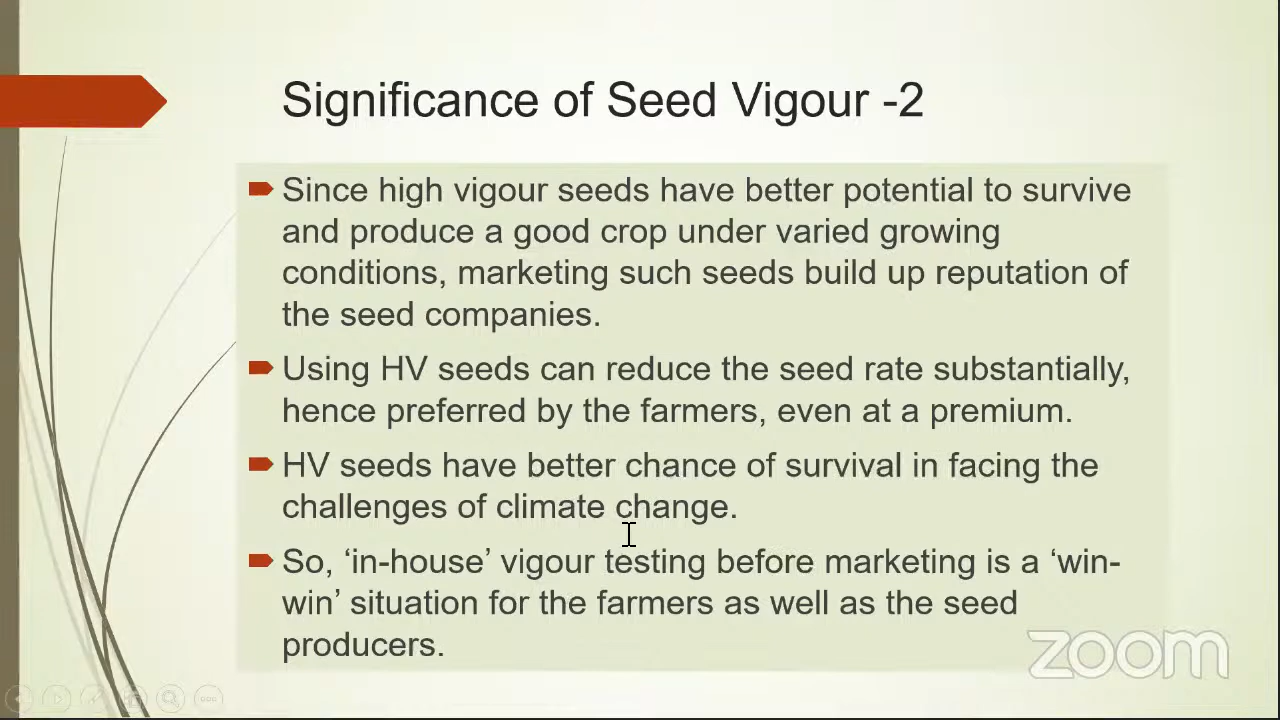 Significance of Seed Vigour -2
Since high vigour seeds have better potential to survive
and produce a good crop under varied growing
conditions, marketing such seeds build up reputation of
the seed companies.
Using HV seeds can reduce the seed rate substantially,
hence preferred by the farmers, even at a premium.
HV seeds have better chance of survival in facing the
challenges of climate change.
So, ‘in-house’ vigour testing before marketing is a ‘win-
win’ situation for the farmers as well as the seed
producers.
zoom